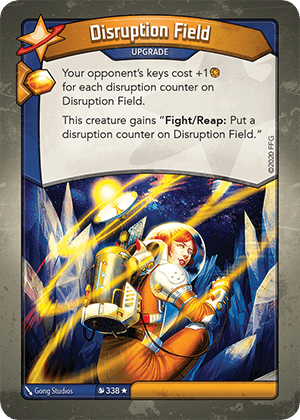 Disruption Field
UPGRADE
Your opponent's keys cost +1
for each disruption counter on
Disruption Field.
This creature gains “Fight/Reap: Put a
disruption counter on Disruption Field.”
©2020 FFG
Gong Studios
338